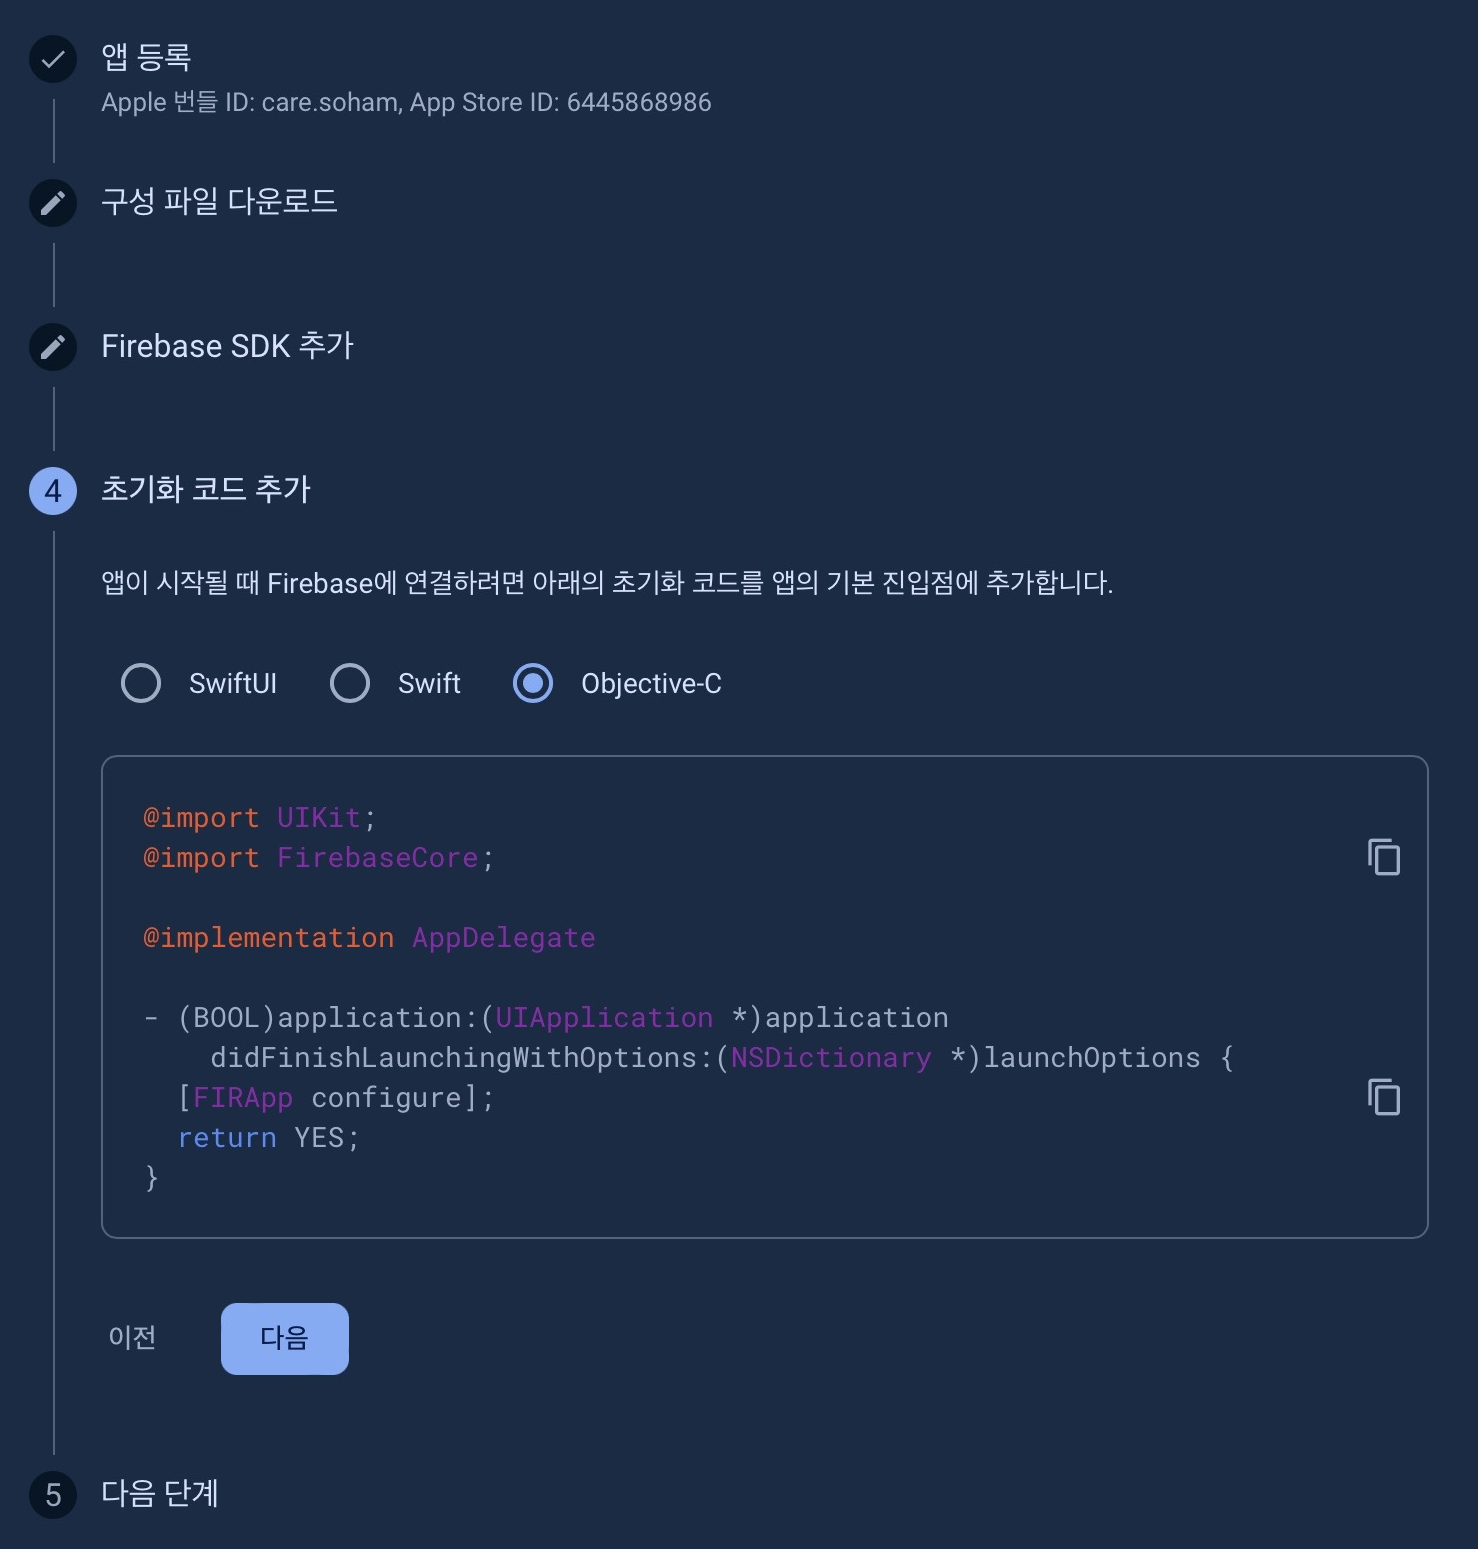 앱 등록
Apple 번들 ID: care.soham, App Store ID: 6445868986
구성 파일 다운로드
Firebase SDK 추가
4 초기화 코드 추가
앱이 시작될 때 Firebase에 연결하려면 아래의 초기화 코드를 앱의 기본 진입점에 추가합니다.
SwiftUI Swift Objective-C
@import UIKit;
@import FirebaseCore;
@implementation AppDelegate
- (BOOL)application:(UIApplication *)application
    didFinishLaunchingWithOptions:(NSDictionary *)launchOptions {
  [FIRApp configure];
  return YES;
}
이전 다음
5 다음 단계